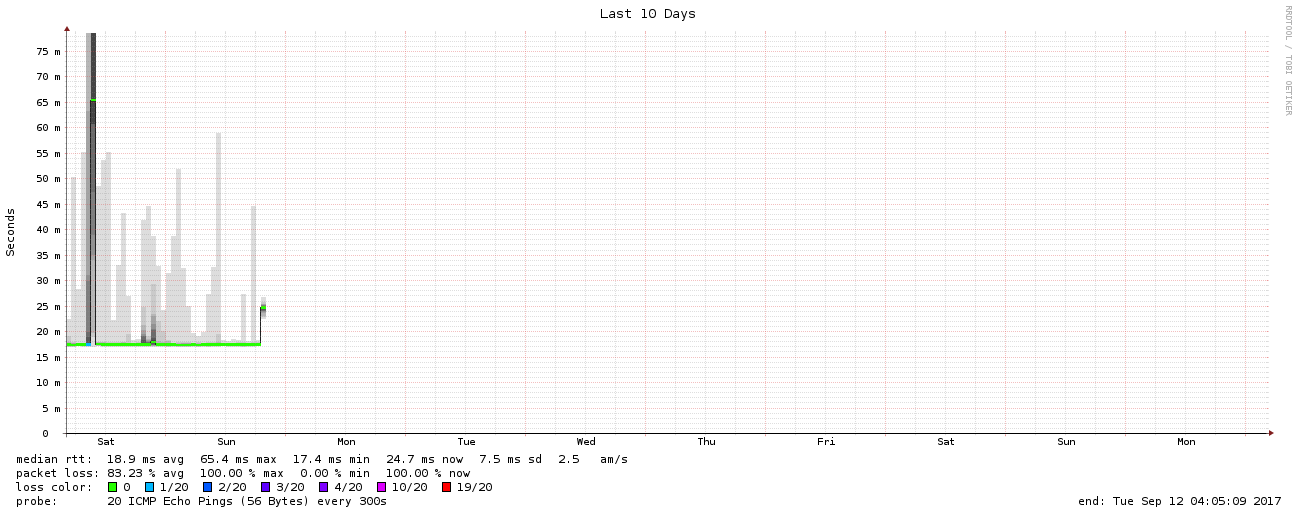 Last 10 Days
RRDTOOL / TOBI OETIKER
Seconds
75 m
70 m
65 m
60 m
55 m
50 m
45 m
40 m
35 m
30 m
25 m
20 m
15 m
10 m
5 m
0
Sat Sun Mon Tue Wed Thu Fri Sat Sun Mon
median rtt: 18.9 ms avg 65.4 ms max 17.4 ms min 24.7 ms now 7.5 ms sd 2.5 am/s
packet loss: 83.23 % avg 100.00 % max 0.00 % min 100.00 % now
loss color: 0 1/20 2/20 3/20 4/20 10/20 19/20
probe: 20 ICMP Echo Pings (56 Bytes) every 300s end: Tue Sep 12 04:05:09 2017